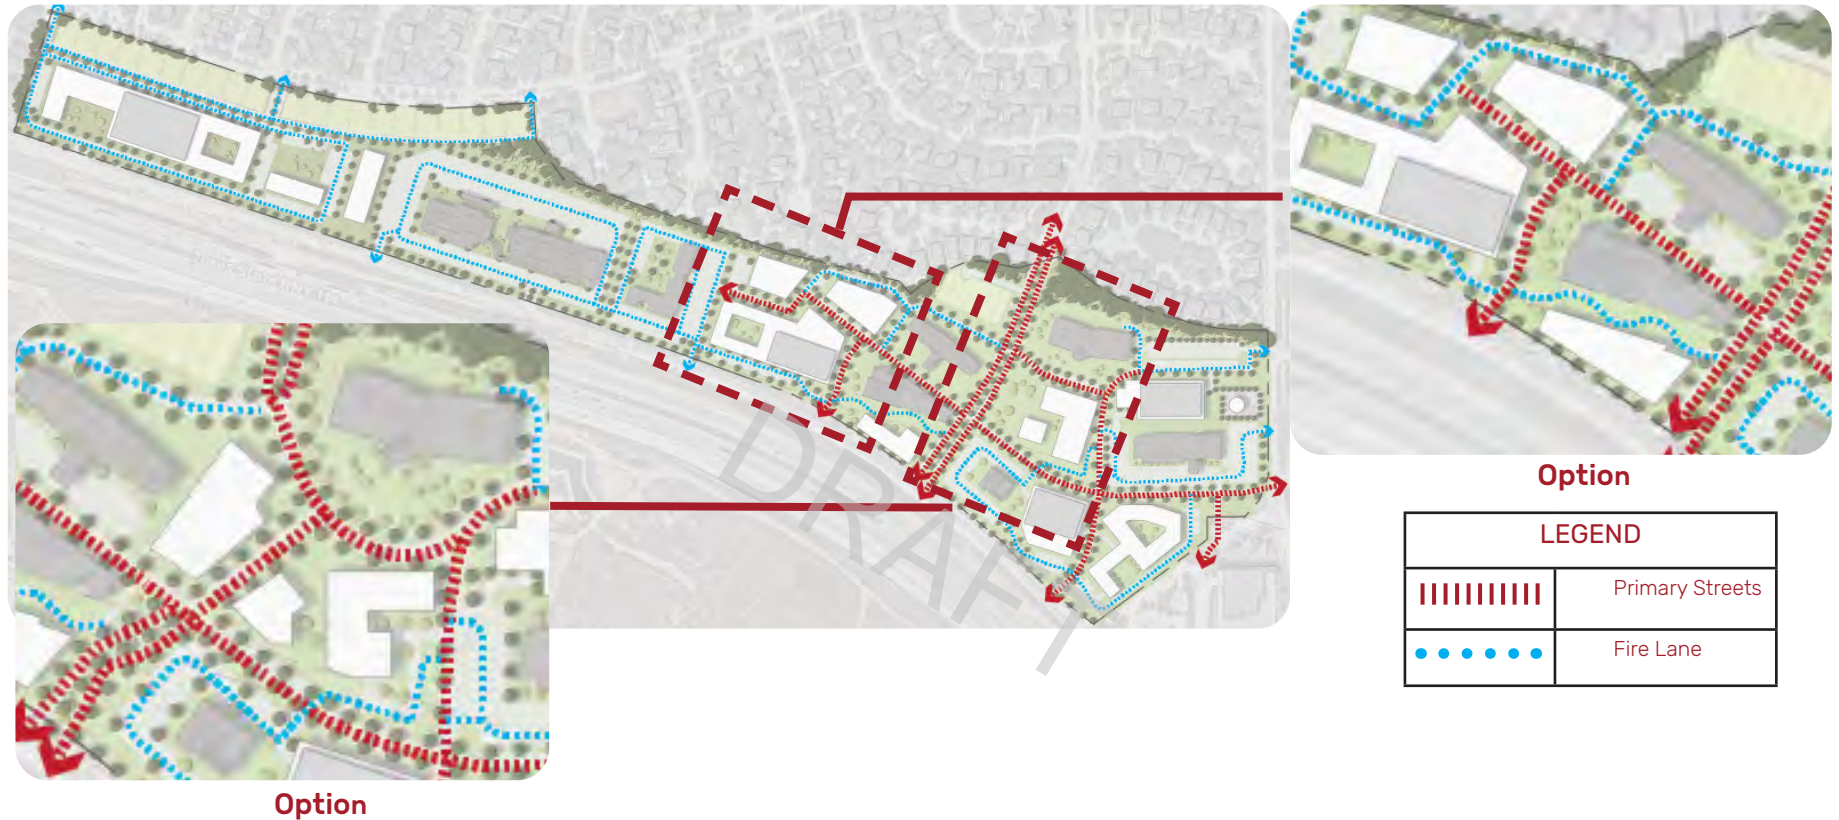 DRAFT
Option
LEGEND
Primary Streets
Fire Lane
Option